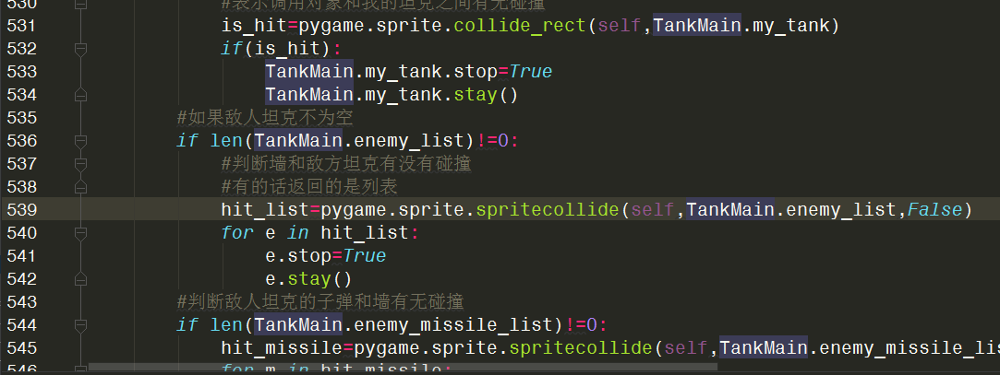 530 #表示调用对象和我的坦克之间有无碰撞
531 is_hit=pygame.sprite.collide_rect(self,TankMain.my_tank)
532 if(is_hit):
533 TankMain.my_tank.stop=True
534 TankMain.my_tank.stay()
535 #如果敌人坦克不为空
536 if len(TankMain.enemy_list)!=0:
537 #判断墙和敌方坦克有没有碰撞
538 #有的话返回的是列表
539 hit_list=pygame.sprite.spritecollide(self,TankMain.enemy_list,False)
540 for e in hit_list:
541 e.stop=True
542 e.stay()
543 #判断敌人坦克的子弹和墙有无碰撞
544 if len(TankMain.enemy_missile_list)!=0:
545 hit_missile=pygame.sprite.spritecollide(self,TankMain.enemy_missile_lis
546 for m in hit_missile: